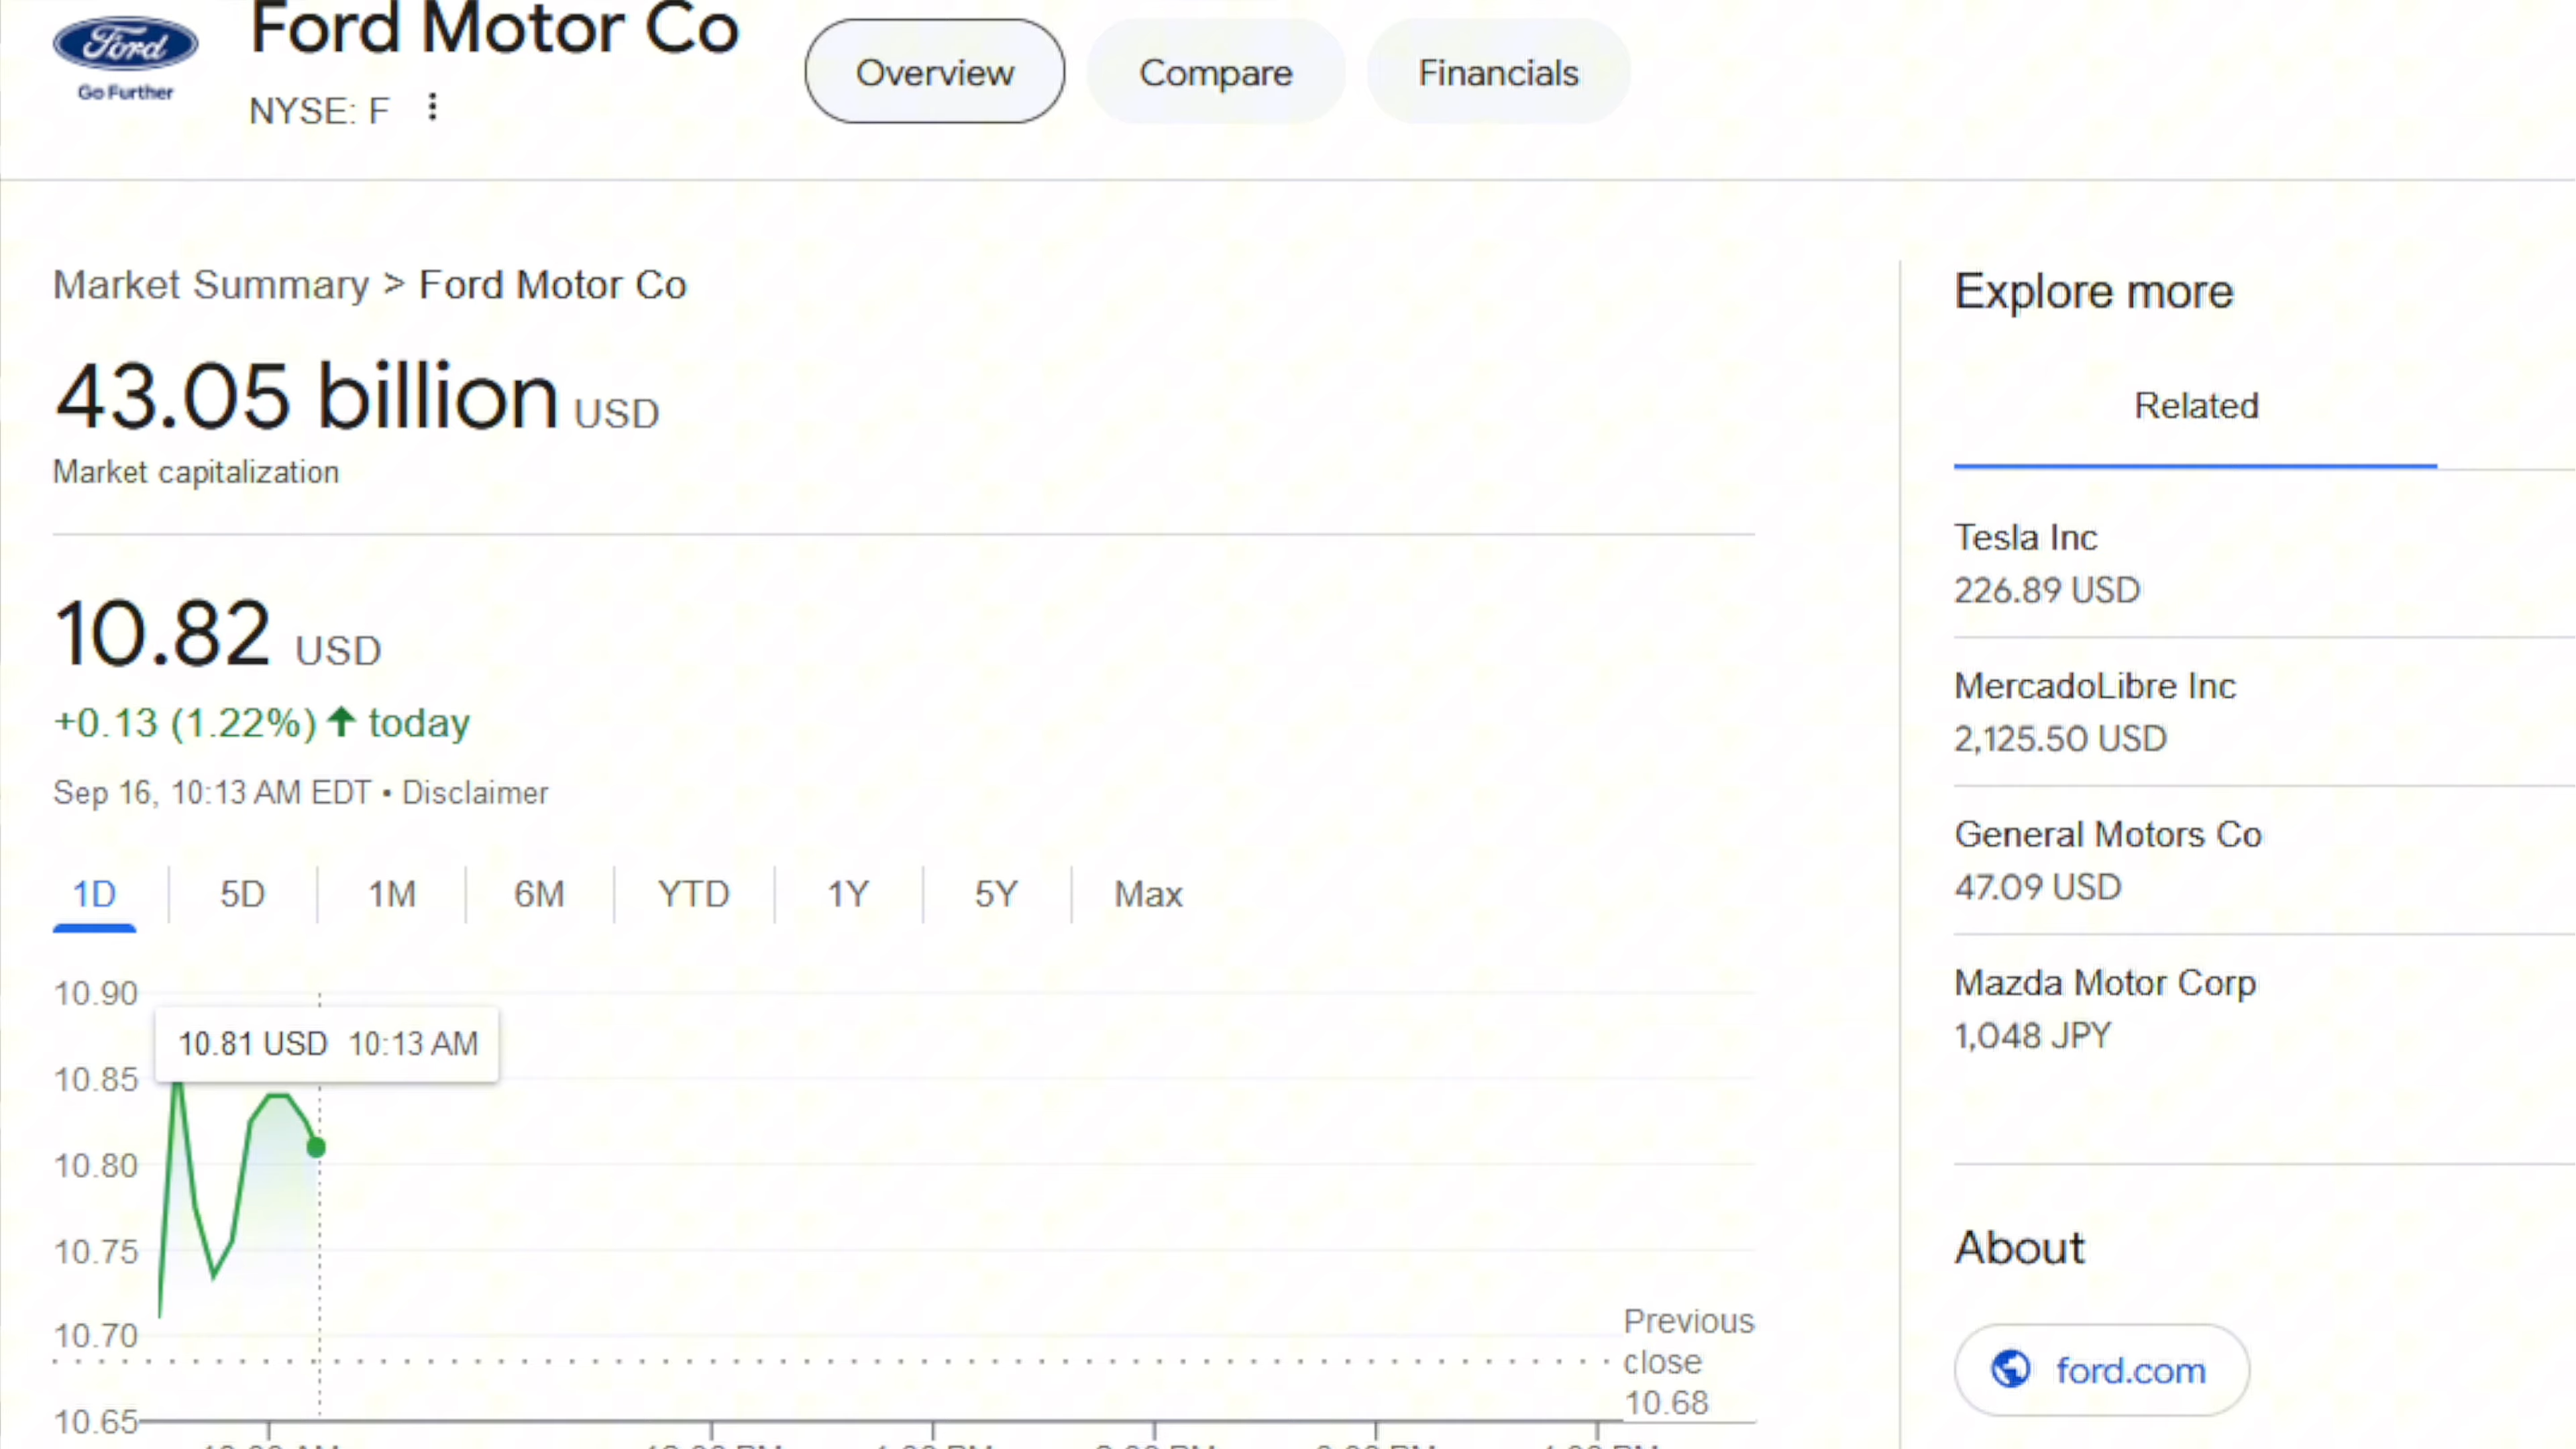 Ford
Go Further
Ford Motor Co
NYSE: F
Overview
Compare
Financials
Market Summary > Ford Motor Co
43.05 billion USD
Market capitalization
10.82 USD
+0.13 (1.22%) ↑ today
Sep 16, 10:13 AM EDT • Disclaimer
1D
5D
1M
6M
YTD
1Y
5Y
Max
10.90
10.81 USD 10:13 AM
10.85
10.80
10.75
10.70
10.65
Previous
close
10.68
Explore more
Related
Tesla Inc
226.89 USD
MercadoLibre Inc
2,125.50 USD
General Motors Co
47.09 USD
Mazda Motor Corp
1,048 JPY
About
ford.com